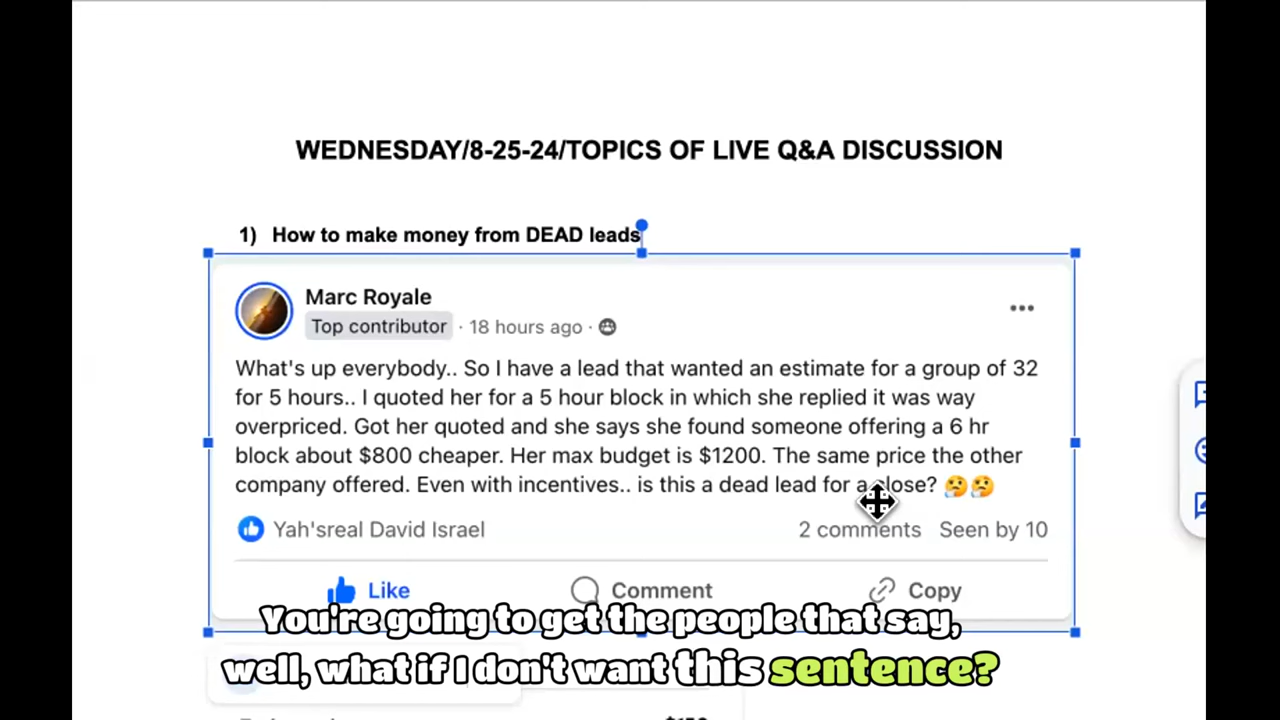 WEDNESDAY/8-25-24/TOPICS OF LIVE Q&A DISCUSSION
1) How to make money from DEAD leads
Marc Royale
Top contributor · 18 hours ago ·
What's up everybody.. So I have a lead that wanted an estimate for a group of 32
for 5 hours.. I quoted her for a 5 hour block in which she replied it was way
overpriced. Got her quoted and she says she found someone offering a 6 hr
block about $800 cheaper. Her max budget is $1200. The same price the other
company offered. Even with incentives.. is this a dead lead for a close? 🤔🤔
Yah'sreal David Israel 2 comments Seen by 10
Like Comment Copy
You're going to get the people that say,
well, what if I don't want this sentence?